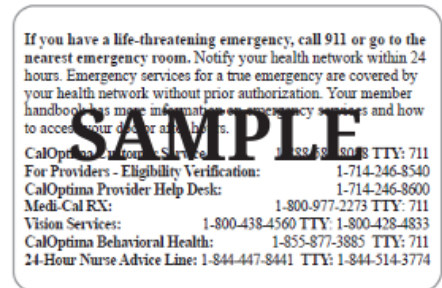 If you have a life-threatening emergency, call 911 or go to the
nearest emergency room. Notify your health network within 24
hours. Emergency services for a true emergency are covered by
your health network without prior authorization. Your member
handbook has more information on emergency services and how
to access your doctor after hours.
SAMPLE
CalOptima Customer Service TTY: 711
For Providers - Eligibility Verification: 1-714-246-8540
CalOptima Provider Help Desk: 1-714-246-8600
Medi-Cal RX: 1-800-977-2273 TTY: 711
Vision Services: 1-800-438-4560 TTY: 1-800-428-4833
CalOptima Behavioral Health: 1-855-877-3885 TTY: 711
24-Hour Nurse Advice Line: 1-844-447-8441 TTY: 1-844-514-3774